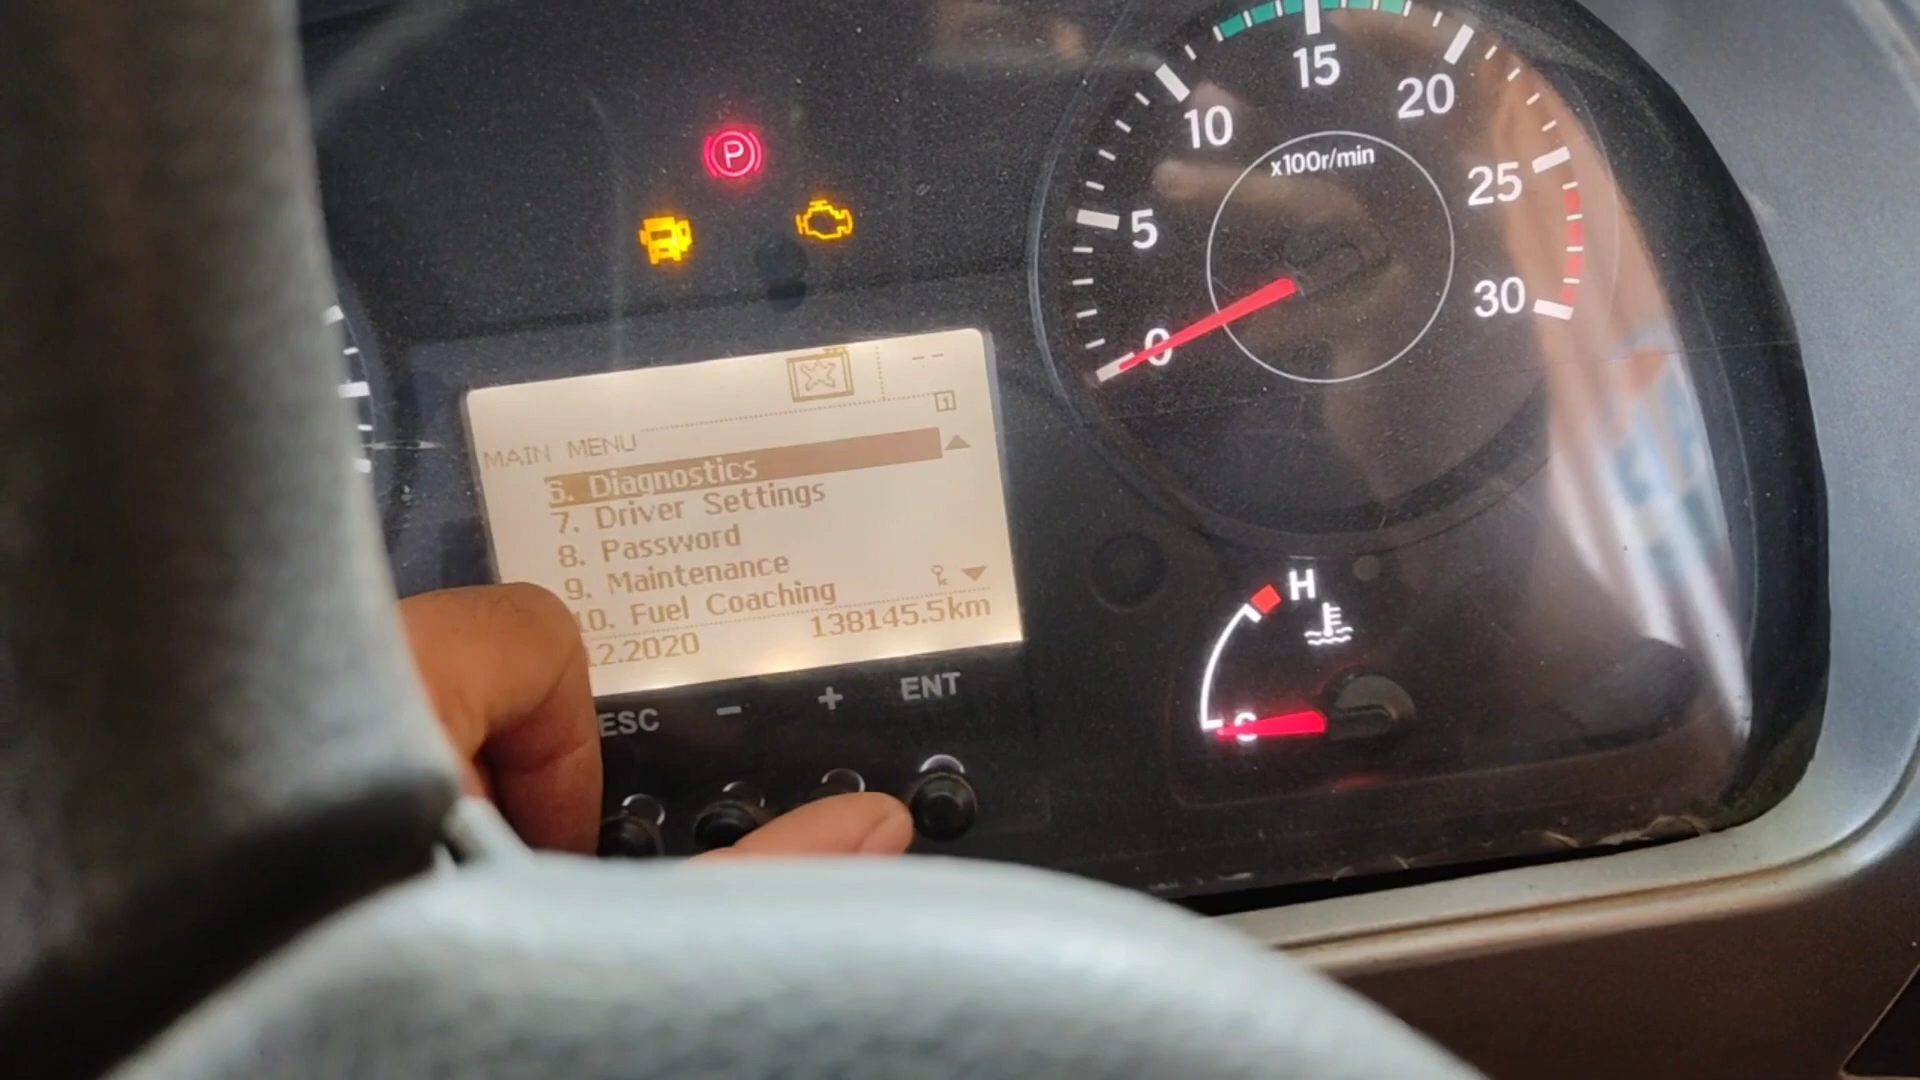 P
15
10
20
x100r/min
5
25
0
30
--
1
MAIN MENU
6. Diagnostics
7. Driver Settings
8. Password
9. Maintenance
10. Fuel Coaching
12.2020
138145.5km
ESC - + ENT
H
C